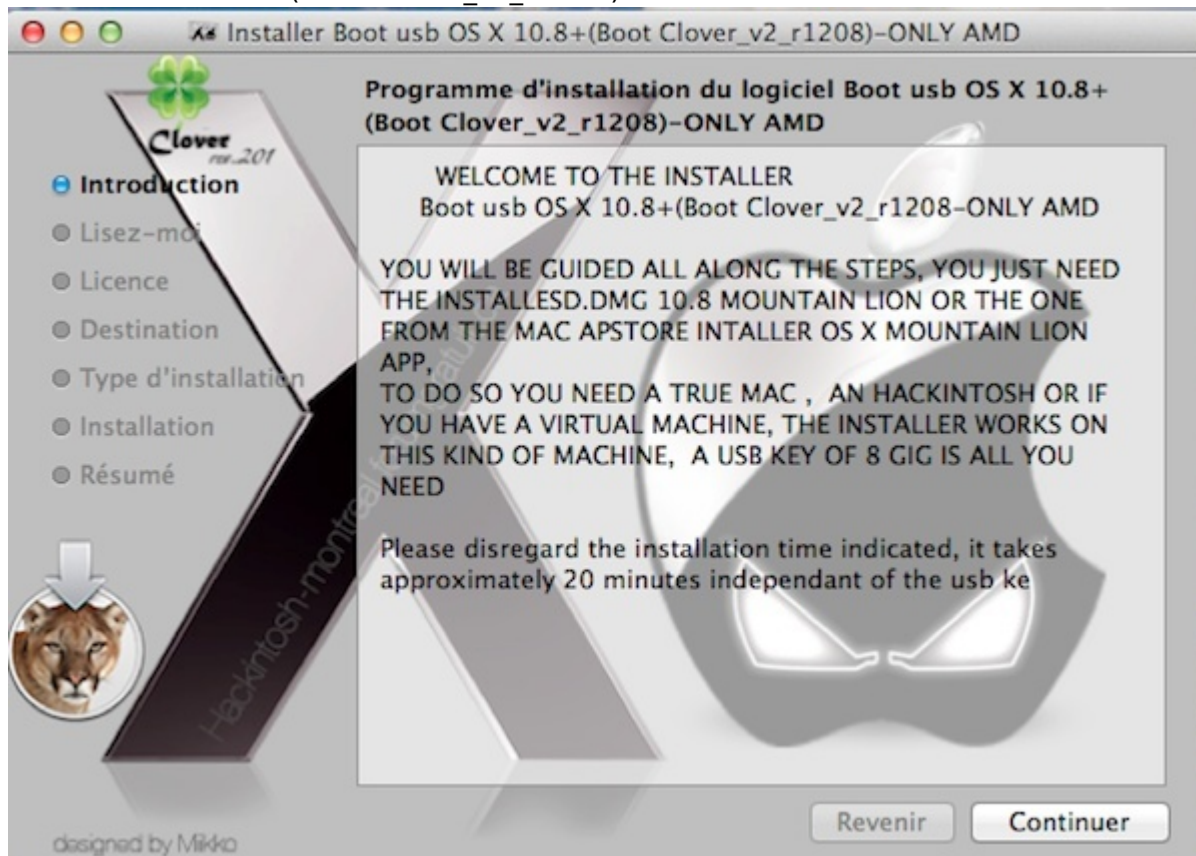 Installer Boot usb OS X 10.8+(Boot Clover_v2_r1208)-ONLY AMD
Clover
Programme d'installation du logiciel Boot usb OS X 10.8+
(Boot Clover_v2_r1208)-ONLY AMD
Introduction
Lisez-moi
Licence
Destination
Type d'installation
Installation
Résumé
WELCOME TO THE INSTALLER
Boot usb OS X 10.8+(Boot Clover_v2_r1208-ONLY AMD
YOU WILL BE GUIDED ALL ALONG THE STEPS, YOU JUST NEED
THE INSTALLESD.DMG 10.8 MOUNTAIN LION OR THE ONE
FROM THE MAC APSTORE INTALLER OS X MOUNTAIN LION
APP,
TO DO SO YOU NEED A TRUE MAC , AN HACKINTOSH OR IF
YOU HAVE A VIRTUAL MACHINE, THE INSTALLER WORKS ON
THIS KIND OF MACHINE, A USB KEY OF 8 GIG IS ALL YOU
NEED
Please disregard the installation time indicated, it takes
approximately 20 minutes independant of the usb ke
Revenir
Continuer
designed by Mikko